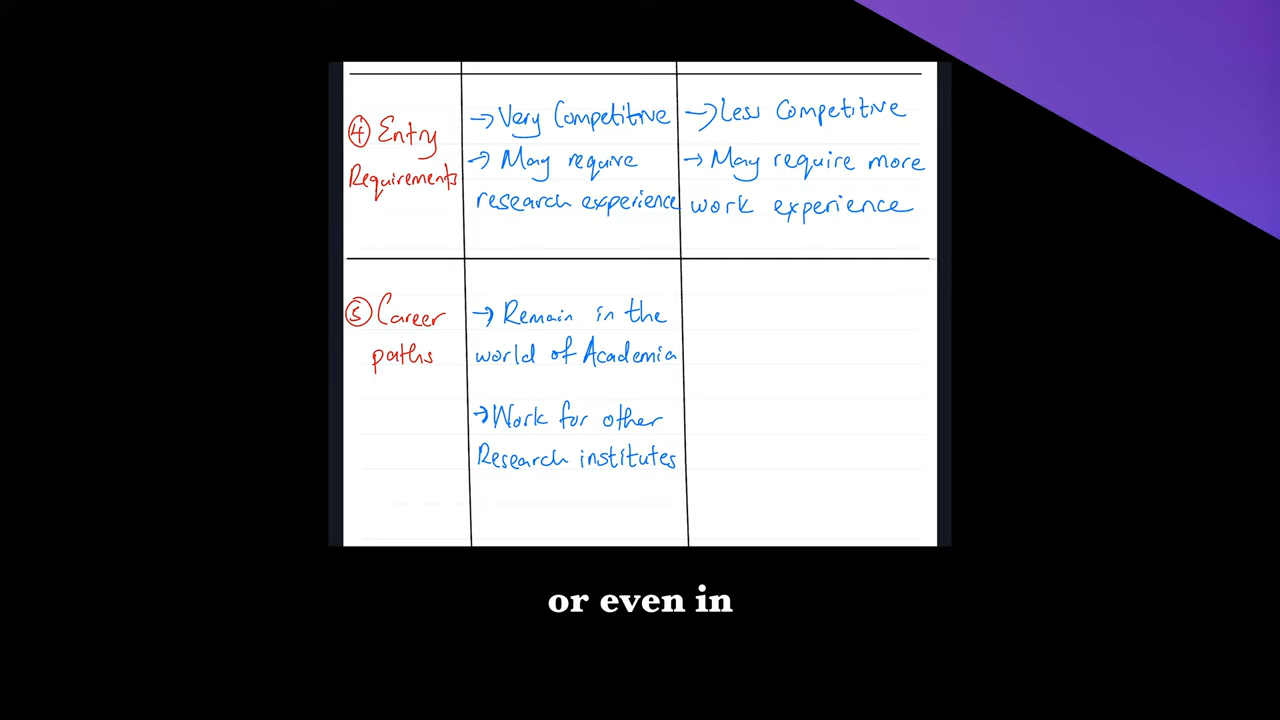 ④ Entry
Requirements
→ Very Competitive
→ May require
research experience
→ Less Competitive
→ May require more
work experience
⑤ Career
paths
→ Remain in the
world of Academia
→ Work for other
Research institutes
or even in